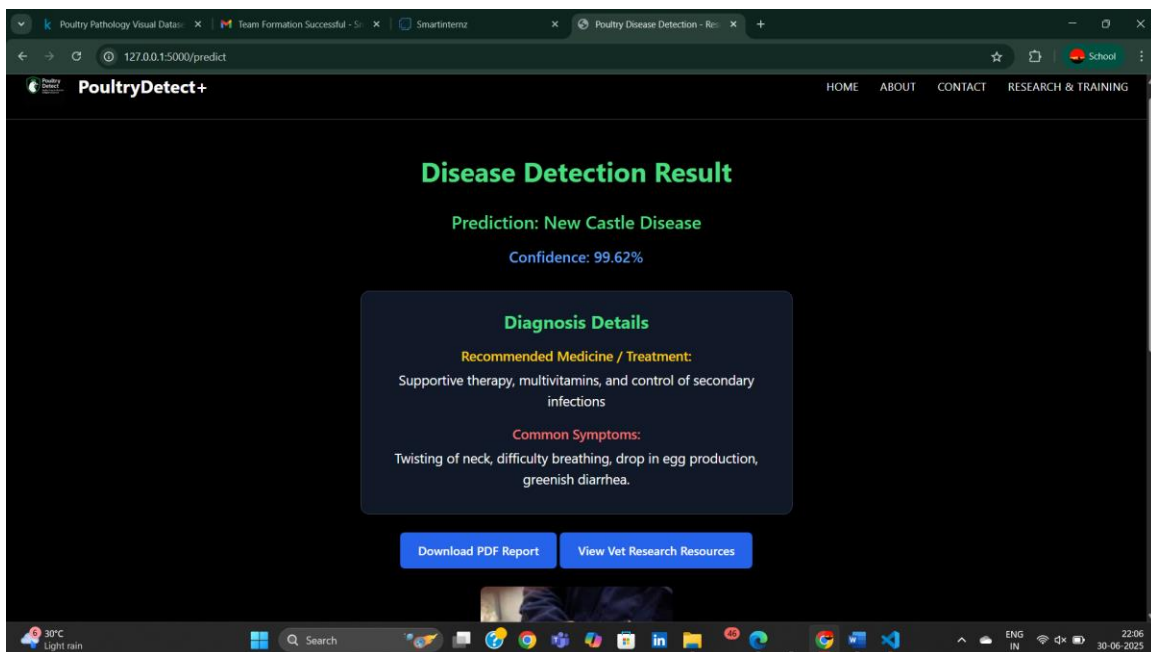 Poultry Pathology Visual Datas
Team Formation Successful - S
Smartinternz
Poultry Disease Detection - Res
127.0.0.1:5000/predict
School
Poultry
Detect
PoultryDetect+
HOME ABOUT CONTACT RESEARCH & TRAINING
Disease Detection Result
Prediction: New Castle Disease
Confidence: 99.62%
Diagnosis Details
Recommended Medicine / Treatment:
Supportive therapy, multivitamins, and control of secondary
infections
Common Symptoms:
Twisting of neck, difficulty breathing, drop in egg production,
greenish diarrhea.
Download PDF Report View Vet Research Resources
6 30°C
Light rain
Search
46
ENG
IN
22:06
30-06-2025